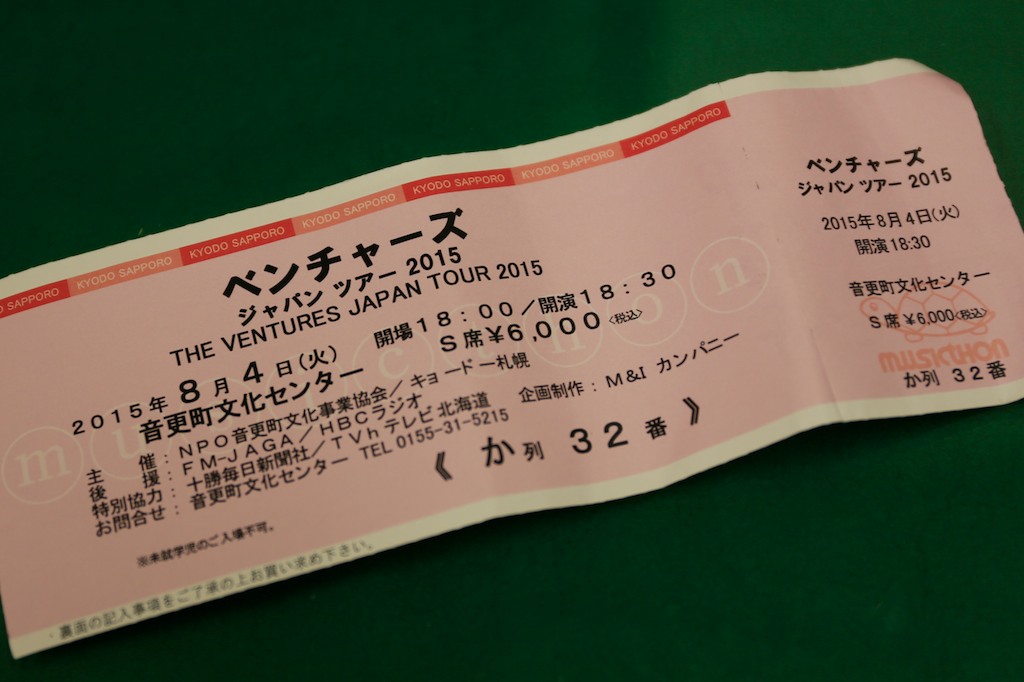 O SAPPORO KYODO SAPPORO KYODO SAPPORO KYODO SAPPORO KYODO SAPPORO KYODO SAPPORO KYODO SAPPORO
ベンチャーズ
ジャパン ツアー 2015
THE VENTURES JAPAN TOUR 2015
2015年 8月 4日(火) 開場18:00/開演18:30
音更町文化センター S席¥6,000<税込>
主 催:NPO音更町文化事業協会/キョードー札幌
後 援:FM-JAGA/HBCラジオ 企画制作:M&I カンパニー
特別協力:十勝毎日新聞社/TVhテレビ北海道
お問合せ:音更町文化センター TEL 0155-31-5215
《 か列 32番 》
※未就学児のご入場不可。
・裏面の記入事項をご了承の上お買い求め下さい。
ベンチャーズ
ジャパン ツアー 2015
2015年8月4日(火)
開演18:30
音更町文化センター
S席¥6,000<税込>
musicthon
か列 32番